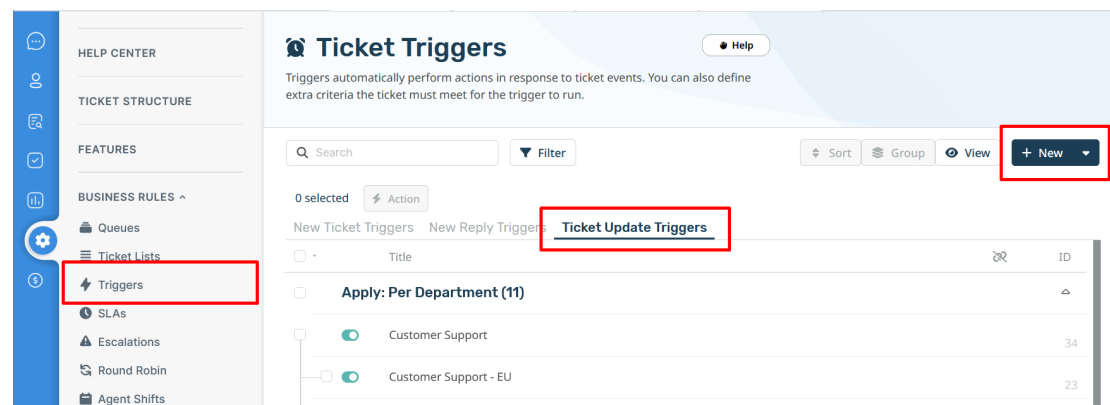 HELP CENTER
TICKET STRUCTURE
FEATURES
BUSINESS RULES
Queues
Ticket Lists
Triggers
SLAs
Escalations
Round Robin
Agent Shifts
Ticket Triggers
Help
Triggers automatically perform actions in response to ticket events. You can also define
extra criteria the ticket must meet for the trigger to run.
Search
Filter
Sort
Group
View
+ New
0 selected
Action
New Ticket Triggers
New Reply Triggers
Ticket Update Triggers
Title
ID
Apply: Per Department (11)
Customer Support
34
Customer Support - EU
23